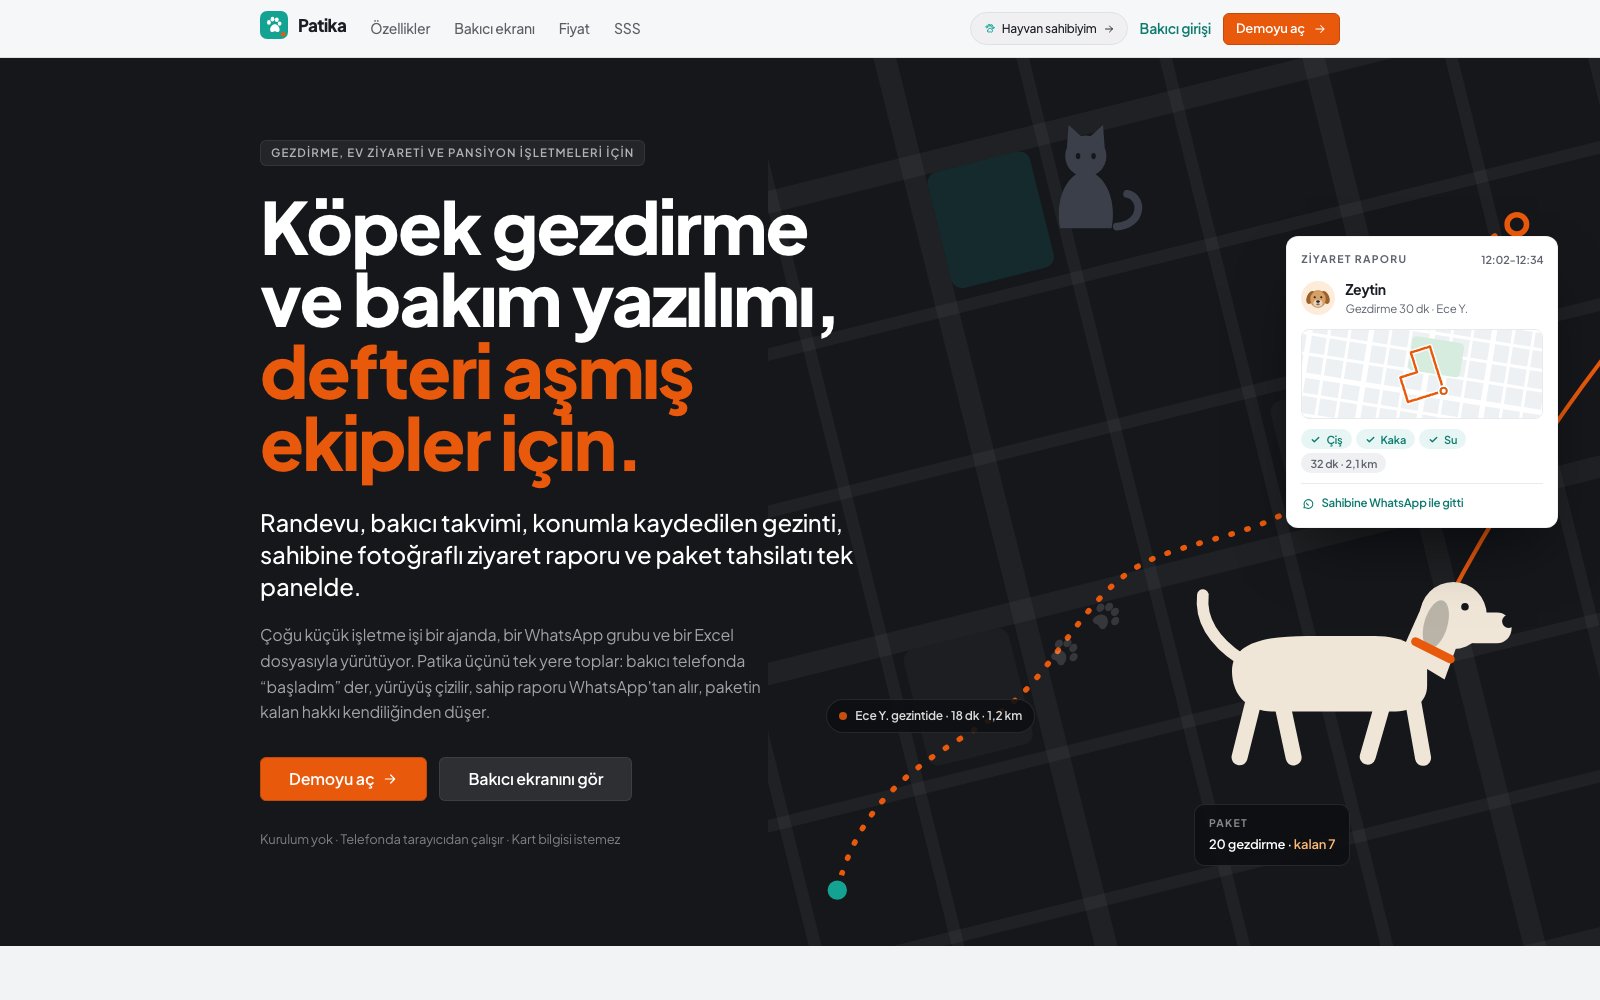 Patika
Özellikler
Bakıcı ekranı
Fiyat
SSS
Hayvan sahibiyim →
Bakıcı girişi
Demoyu aç →
GEZDİRME, EV ZİYARETİ VE PANSİYON İŞLETMELERİ İÇİN
Köpek gezdirme
ve bakım yazılımı,
defteri aşmış
ekipler için.
Randevu, bakıcı takvimi, konumla kaydedilen gezinti,
sahibine fotoğraflı ziyaret raporu ve paket tahsilatı tek
panelde.
Çoğu küçük işletme işi bir ajanda, bir WhatsApp grubu ve bir Excel
dosyasıyla yürütüyor. Patika üçünü tek yere toplar: bakıcı telefonda
“başladım” der, yürüyüş çizilir, sahip raporu WhatsApp'tan alır, paketin
kalan hakkı kendiliğinden düşer.
Demoyu aç →
Bakıcı ekranını gör
Kurulum yok · Telefonda tarayıcıdan çalışır · Kart bilgisi istemez
ZİYARET RAPORU
12:02–12:34
Zeytin
Gezdirme 30 dk · Ece Y.
✓ Çiş
✓ Kaka
✓ Su
32 dk · 2,1 km
Sahibine WhatsApp ile gitti
Ece Y. gezintide · 18 dk · 1,2 km
PAKET
20 gezdirme · kalan 7